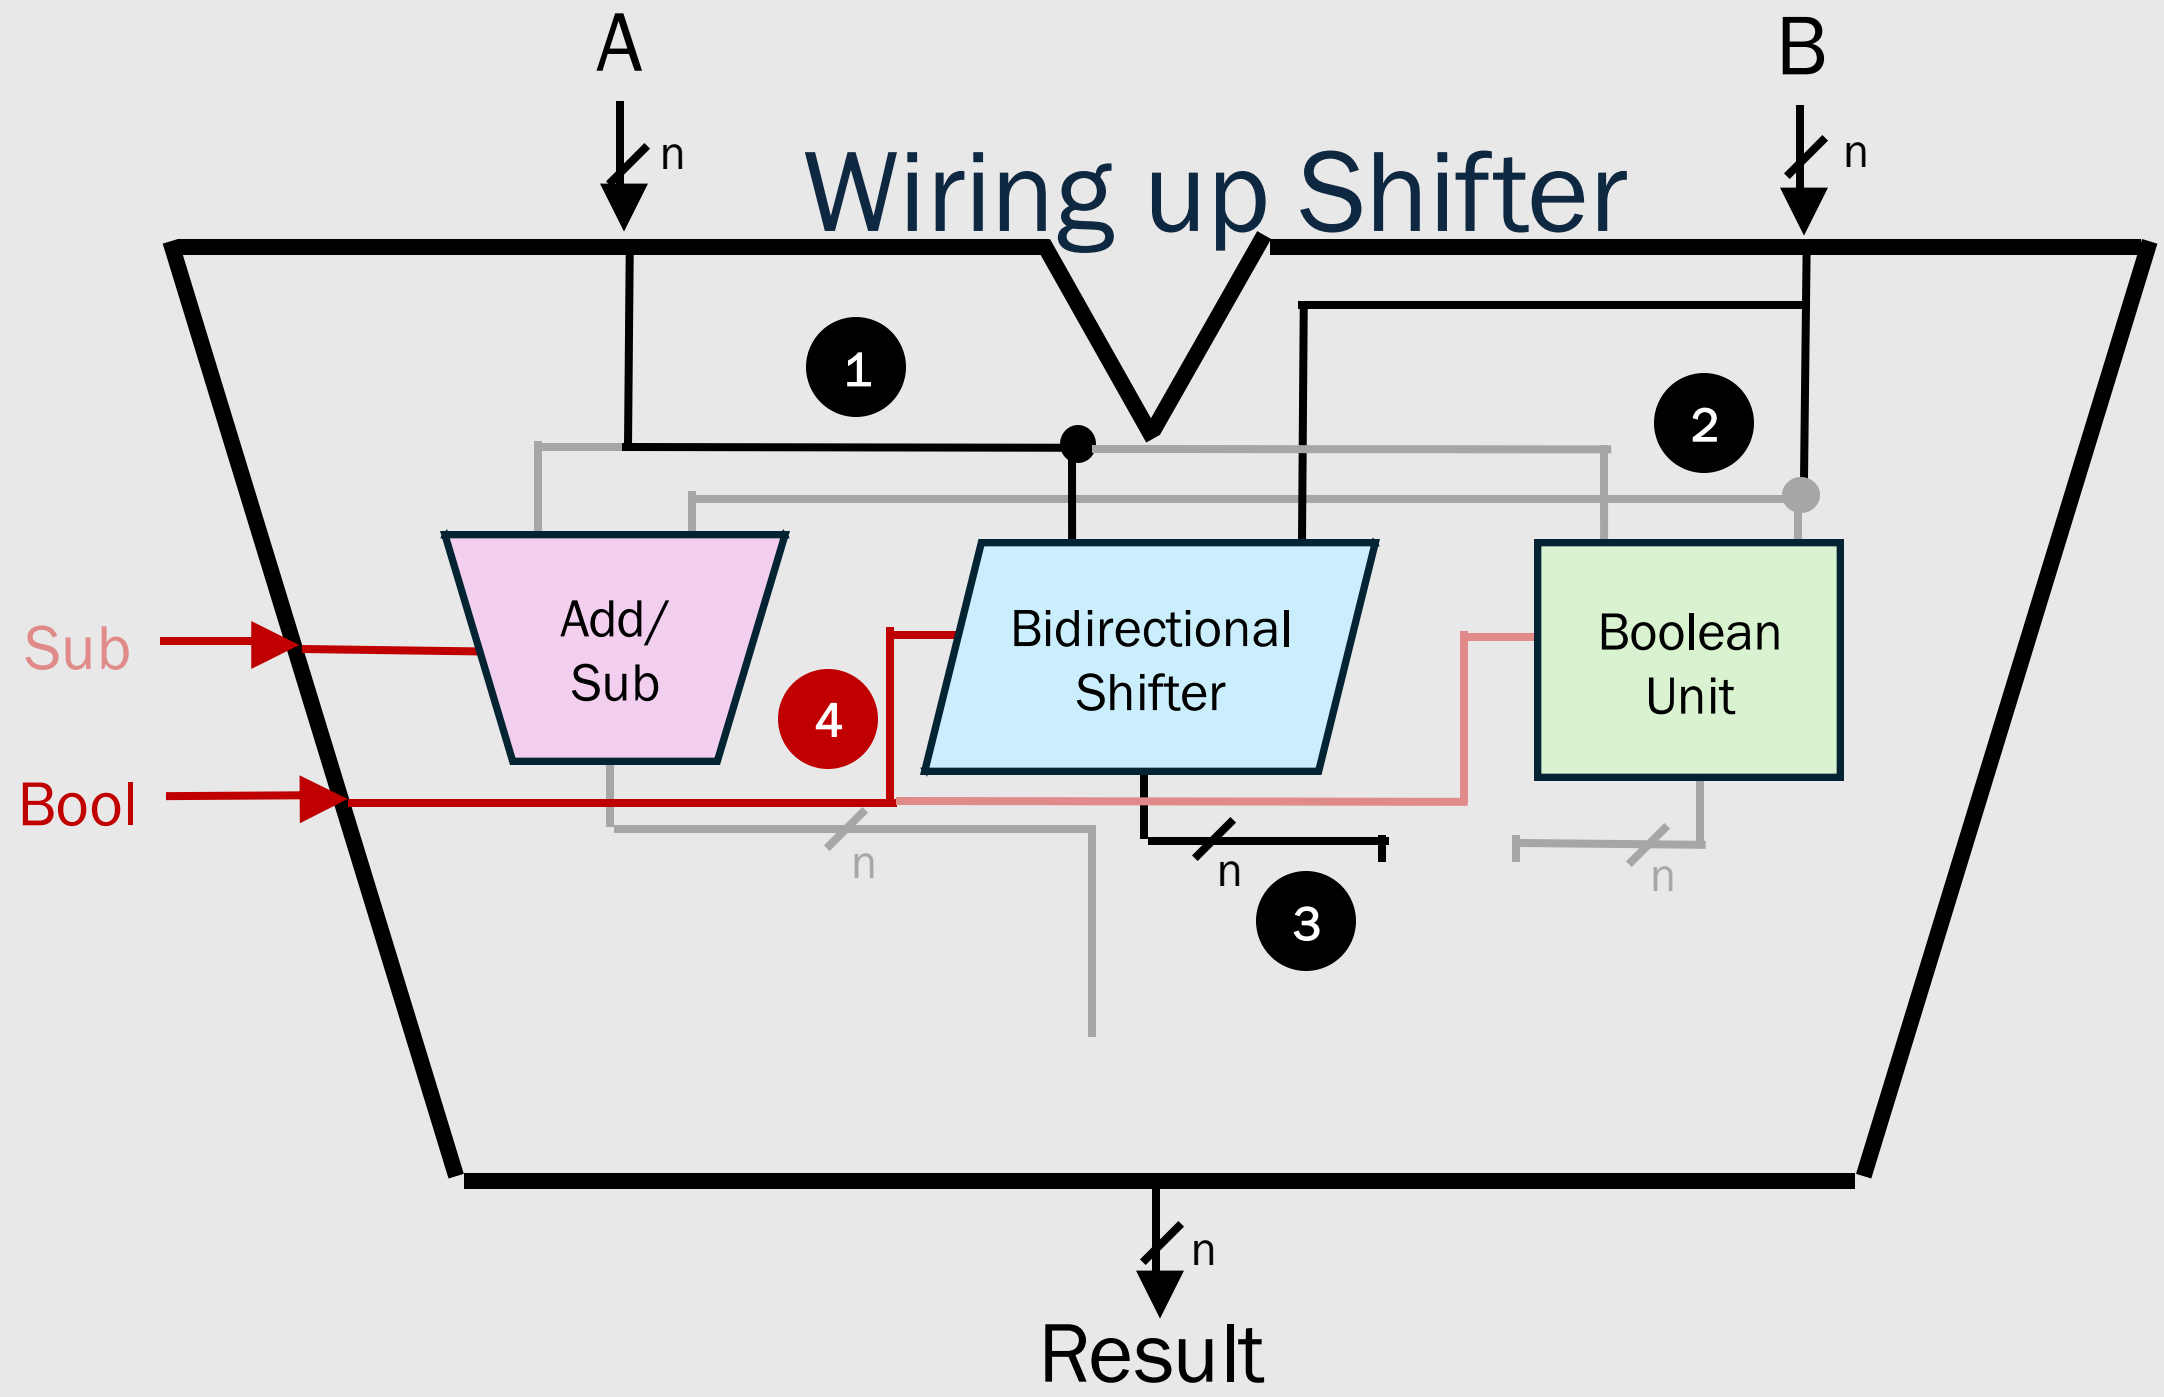 A
B
n
n
Wiring up Shifter
1
2
Add/
Sub
Bidirectional
Shifter
Boolean
Unit
Sub
4
Bool
n
n
n
3
n
Result